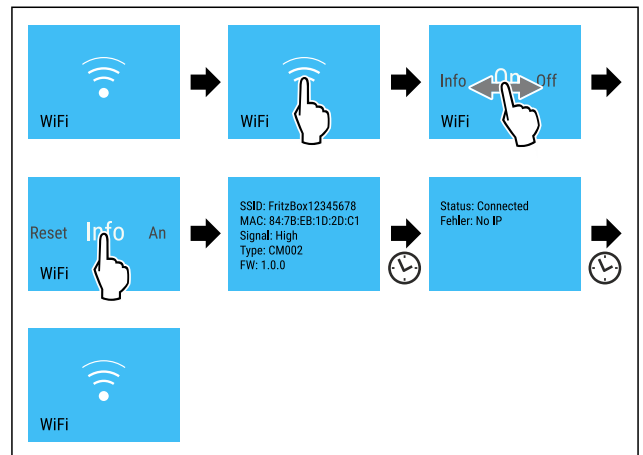 WiFi
WiFi
Info On Off
WiFi
Reset Info An
WiFi
SSID: FritzBox12345678
MAC: 84:7B:EB:1D:2D:C1
Signal: High
Type: CM002
FW: 1.0.0
Status: Connected
Fehler: No IP
WiFi